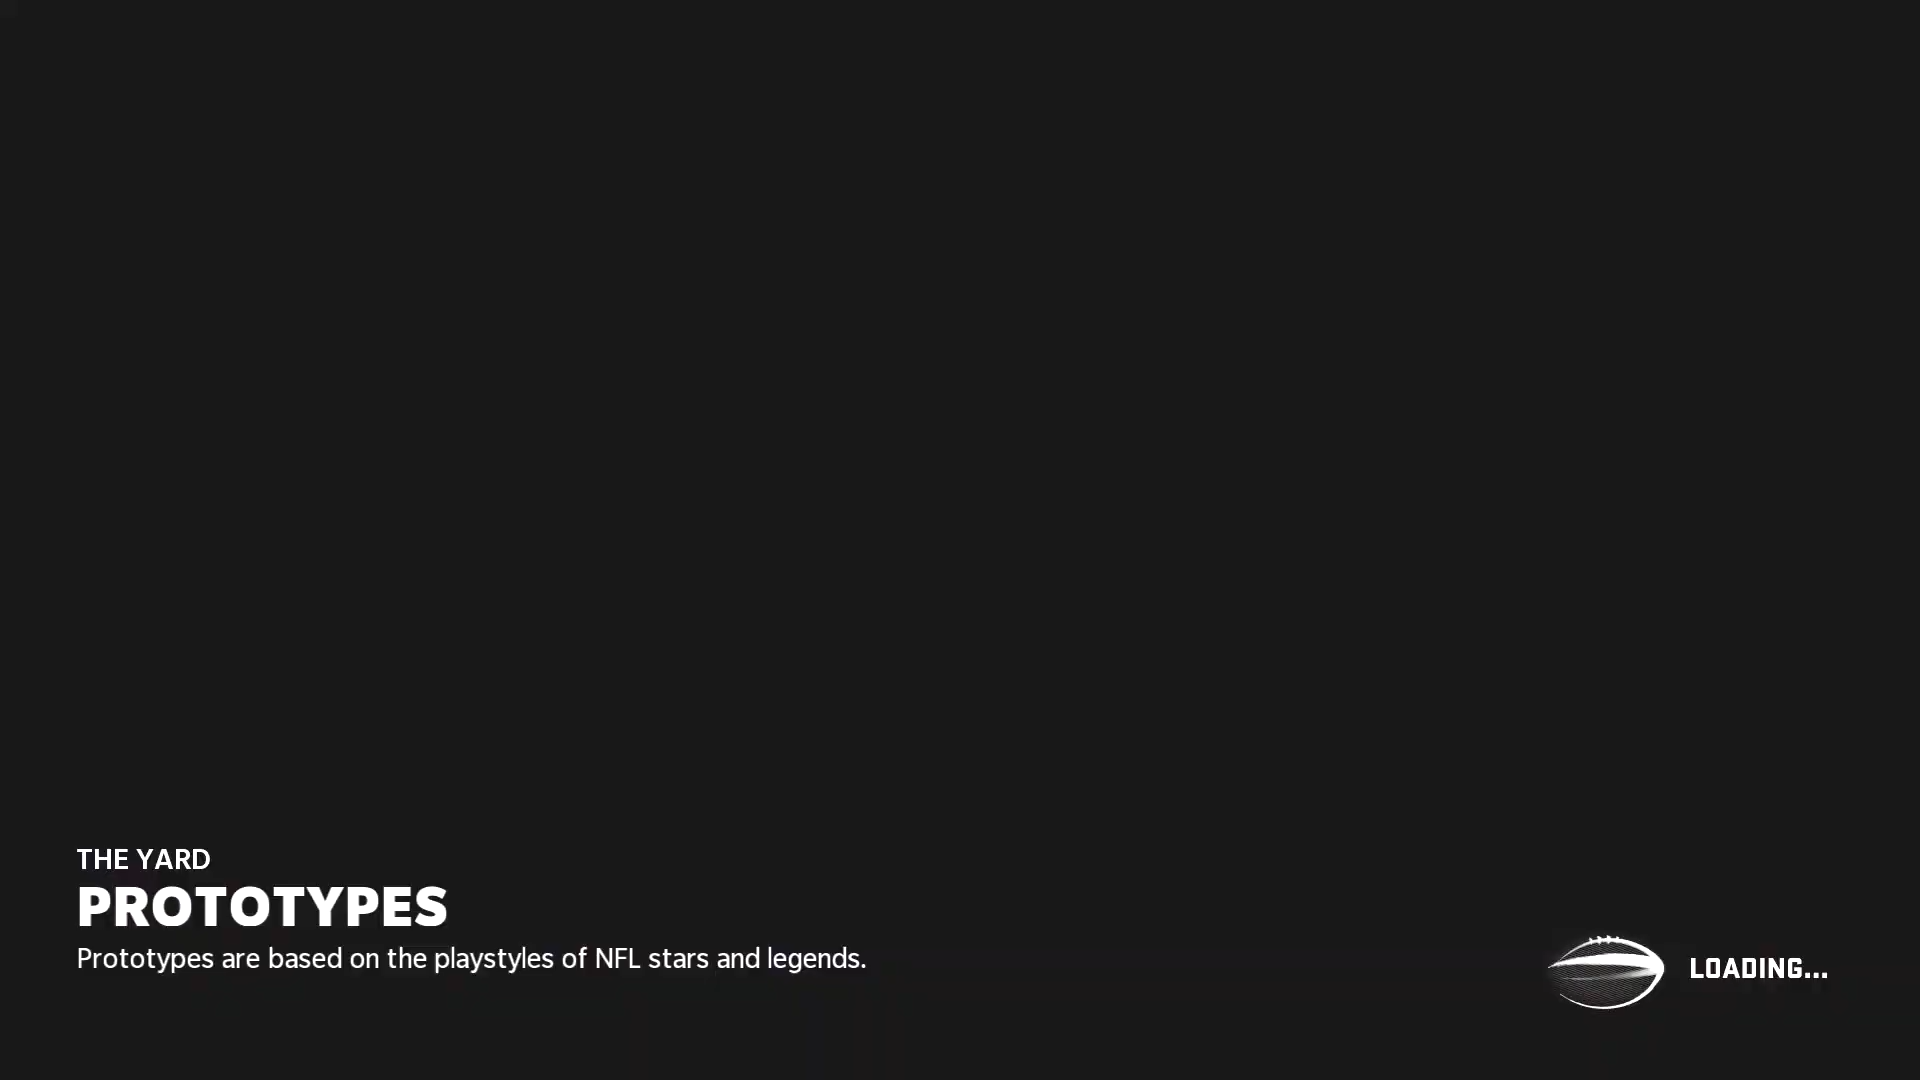 THE YARD
PROTOTYPES
Prototypes are based on the playstyles of NFL stars and legends.
LOADING...